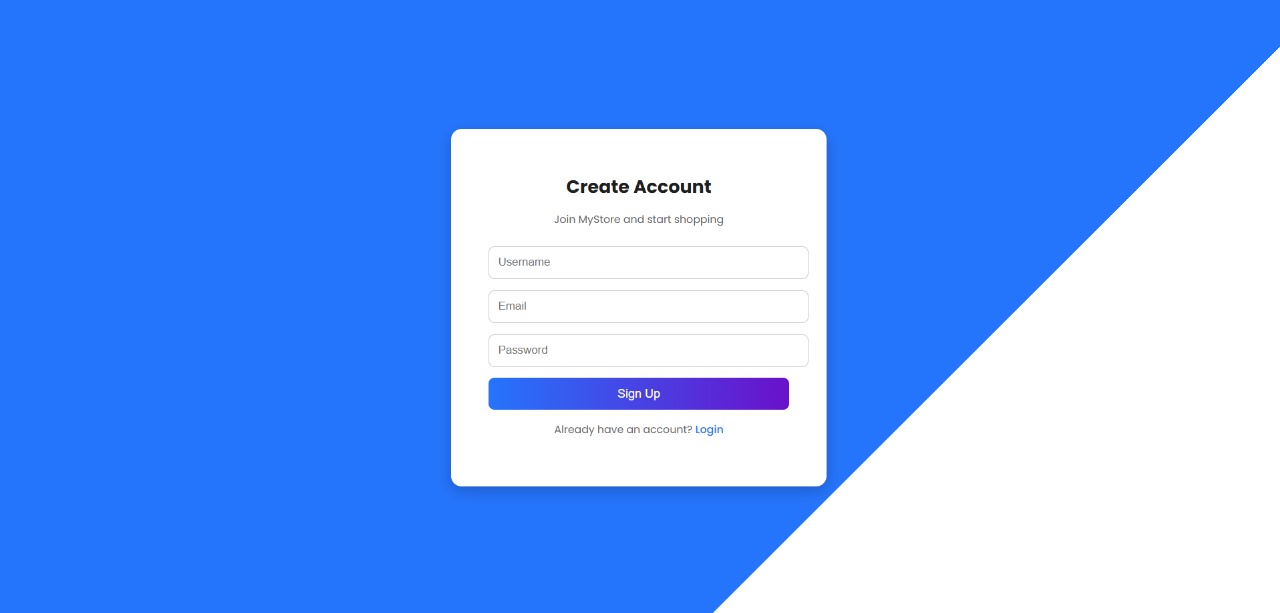 Create Account
Join MyStore and start shopping
Username
Email
Password
Sign Up
Already have an account? Login